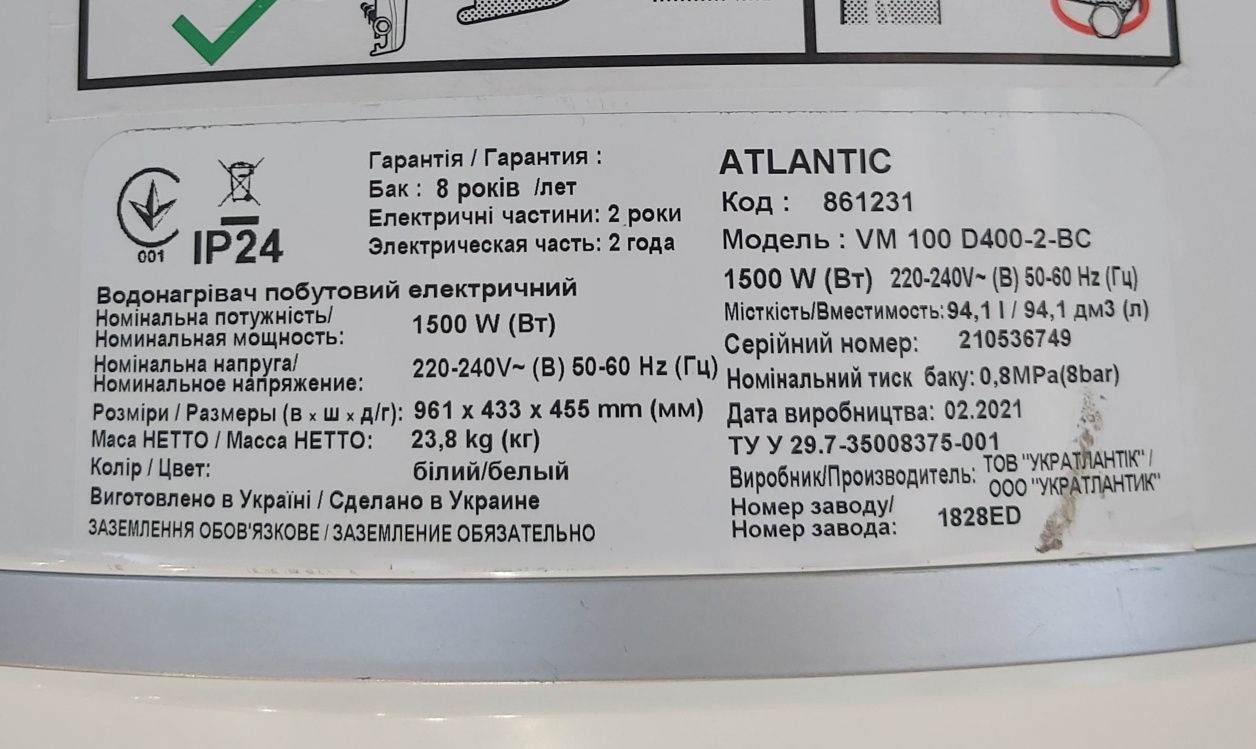 Гарантія / Гарантия :
Бак : 8 років /лет
Електричні частини: 2 роки
Электрическая часть: 2 года
001
IP24
Водонагрівач побутовий електричний
Номінальна потужність/
Номинальная мощность: 1500 W (Вт)
Номінальна напруга/
Номинальное напряжение: 220-240V~ (В) 50-60 Hz (Гц)
Розміри / Размеры (в x ш x д/г): 961 x 433 x 455 mm (мм)
Маса НЕТТО / Масса НЕТТО: 23,8 kg (кг)
Колір / Цвет: білий/белый
Виготовлено в Україні / Сделано в Украине
ЗАЗЕМЛЕННЯ ОБОВ'ЯЗКОВЕ / ЗАЗЕМЛЕНИЕ ОБЯЗАТЕЛЬНО
ATLANTIC
Код : 861231
Модель : VM 100 D400-2-BC
1500 W (Вт) 220-240V~ (В) 50-60 Hz (Гц)
Місткість/Вместимость: 94,1 l / 94,1 дм3 (л)
Серійний номер: 210536749
Номінальний тиск баку: 0,8MPa(8bar)
Дата виробництва: 02.2021
ТУ У 29.7-35008375-001
Виробник/Производитель: ТОВ "УКРАТЛАНТІК" /
ООО "УКРАТЛАНТИК"
Номер заводу/
Номер завода: 1828ED